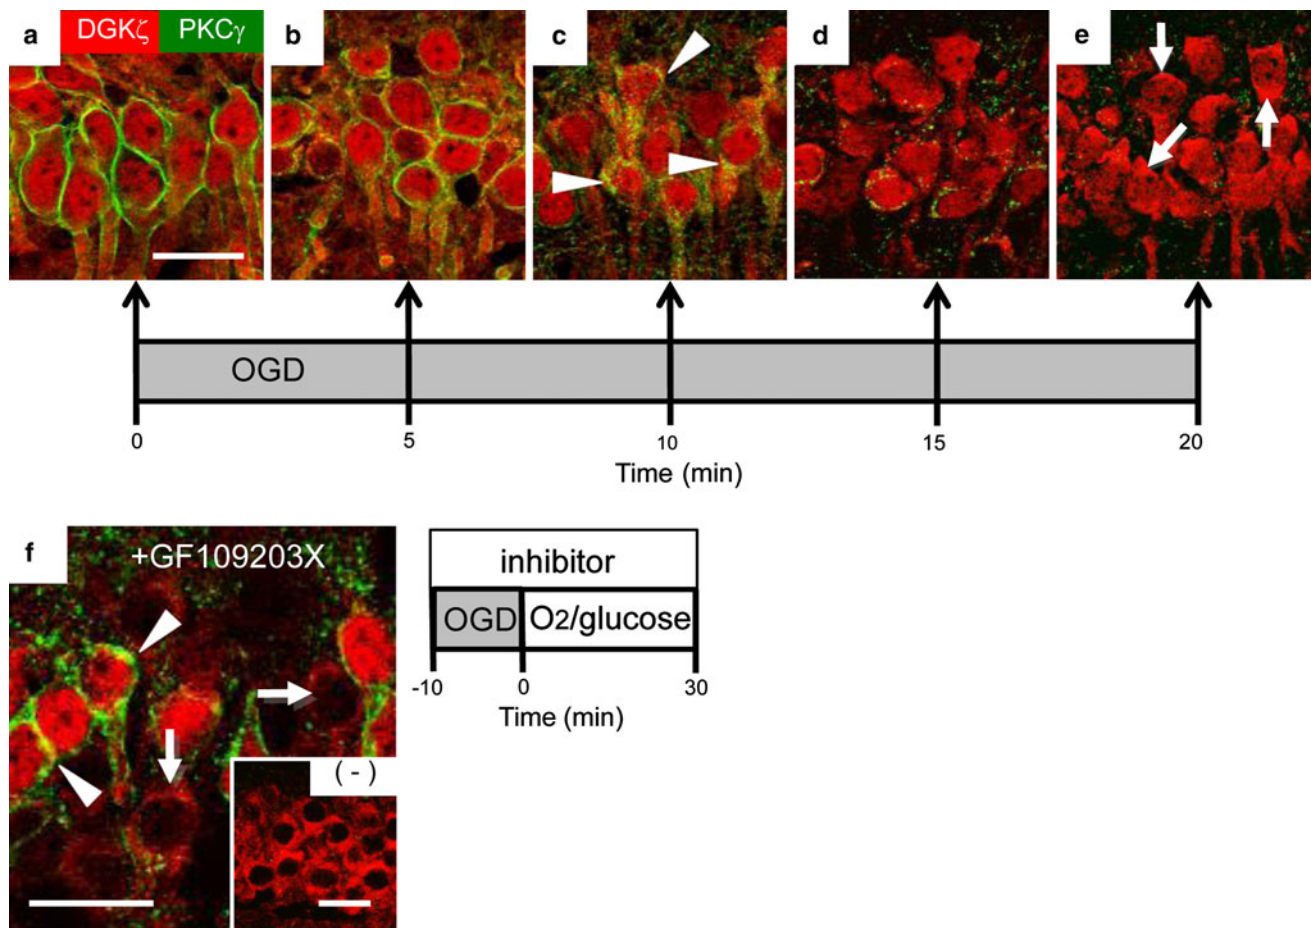 a DGKζ PKCγ b c d e
OGD
0 5 10 15 20
Time (min)
f +GF109203X
(-)
inhibitor
OGD O2/glucose
-10 0 30
Time (min)